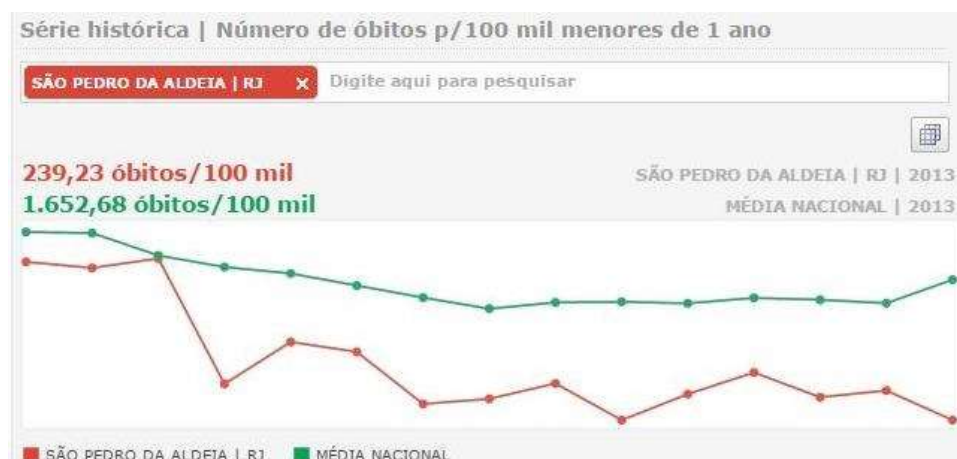 Série histórica | Número de óbitos p/100 mil menores de 1 ano
SÃO PEDRO DA ALDEIA | RJ X Digite aqui para pesquisar
239,23 óbitos/100 mil
SÃO PEDRO DA ALDEIA | RJ | 2013
1.652,68 óbitos/100 mil
MÉDIA NACIONAL | 2013
SÃO PEDRO DA ALDEIA | RJ MÉDIA NACIONAL